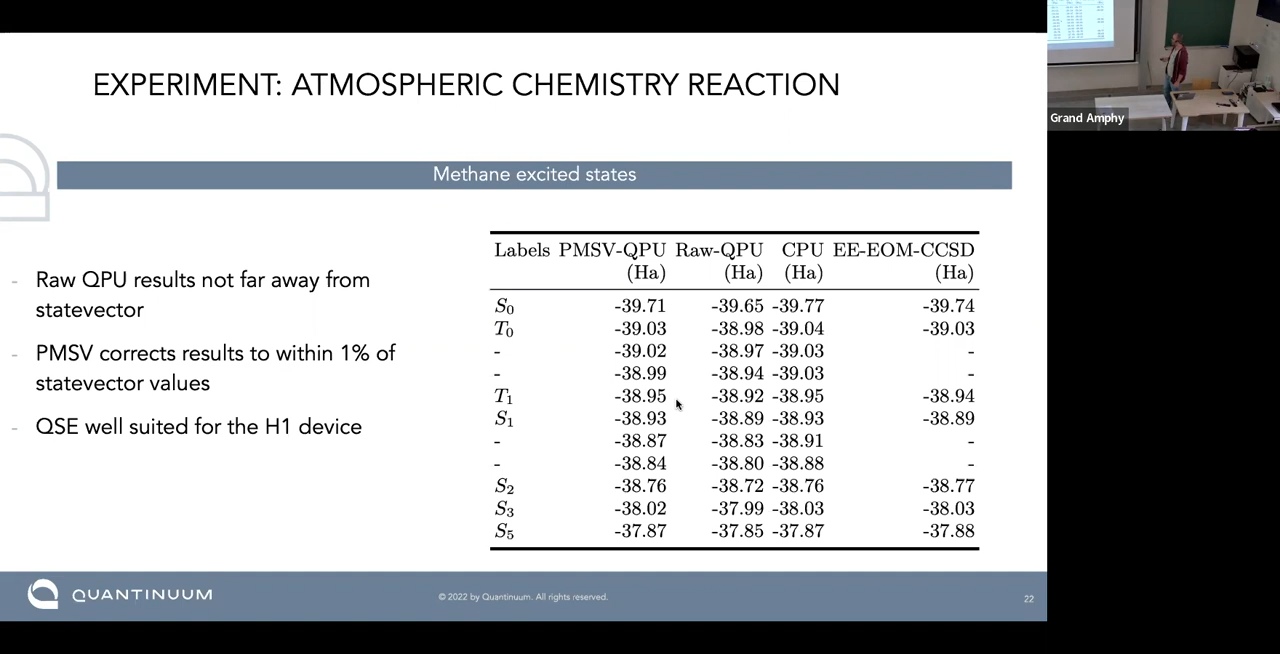 EXPERIMENT: ATMOSPHERIC CHEMISTRY REACTION
Grand Amphy
Methane excited states
- Raw QPU results not far away from
statevector
- PMSV corrects results to within 1% of
statevector values
- QSE well suited for the H1 device
Labels PMSV-QPU Raw-QPU CPU EE-EOM-CCSD
(Ha) (Ha) (Ha) (Ha)
S0 -39.71 -39.65 -39.77 -39.74
T0 -39.03 -38.98 -39.04 -39.03
- -39.02 -38.97 -39.03 -
- -38.99 -38.94 -39.03 -
T1 -38.95 -38.92 -38.95 -38.94
S1 -38.93 -38.89 -38.93 -38.89
- -38.87 -38.83 -38.91 -
- -38.84 -38.80 -38.88 -
S2 -38.76 -38.72 -38.76 -38.77
S3 -38.02 -37.99 -38.03 -38.03
S5 -37.87 -37.85 -37.87 -37.88
QUANTINUUM
© 2022 by Quantinuum. All rights reserved.
22